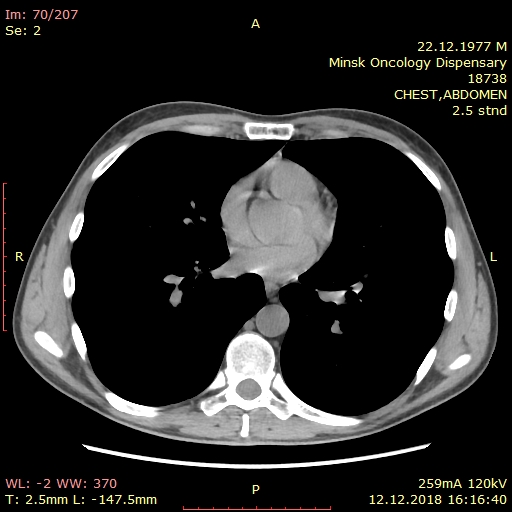 Im: 70/207
Se: 2
A
22.12.1977 M
Minsk Oncology Dispensary
18738
CHEST,ABDOMEN
2.5 stnd
R
L
WL: -2 WW: 370
T: 2.5mm L: -147.5mm
P
259mA 120kV
12.12.2018 16:16:40